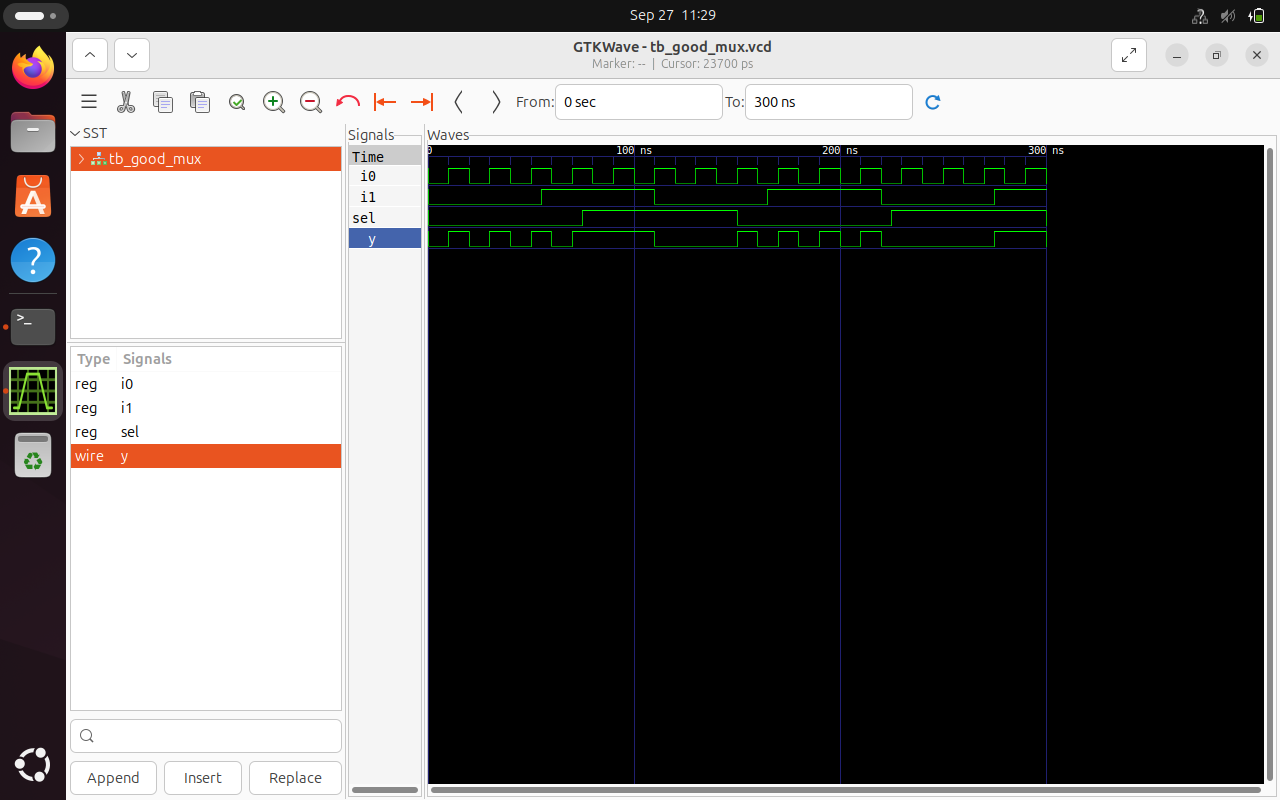 Sep 27 11:29
GTKWave - tb_good_mux.vcd
Marker: -- | Cursor: 23700 ps
From: 0 sec To: 300 ns
SST
tb_good_mux
Type Signals
reg i0
reg i1
reg sel
wire y
Append Insert Replace
Signals
Time
i0
i1
sel
y
Waves
0 100 ns 200 ns 300 ns